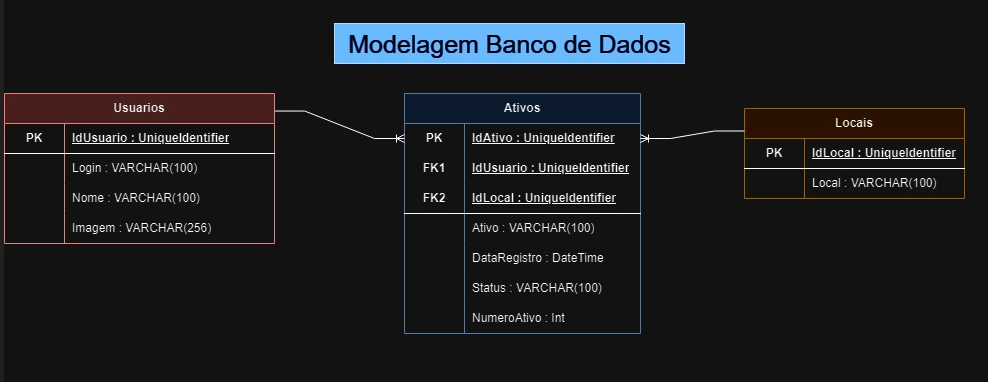 Modelagem Banco de Dados
Usuarios
PK IdUsuario : UniqueIdentifier
Login : VARCHAR(100)
Nome : VARCHAR(100)
Imagem : VARCHAR(256)
Ativos
PK IdAtivo : UniqueIdentifier
FK1 IdUsuario : UniqueIdentifier
FK2 IdLocal : UniqueIdentifier
Ativo : VARCHAR(100)
DataRegistro : DateTime
Status : VARCHAR(100)
NumeroAtivo : Int
Locais
PK IdLocal : UniqueIdentifier
Local : VARCHAR(100)